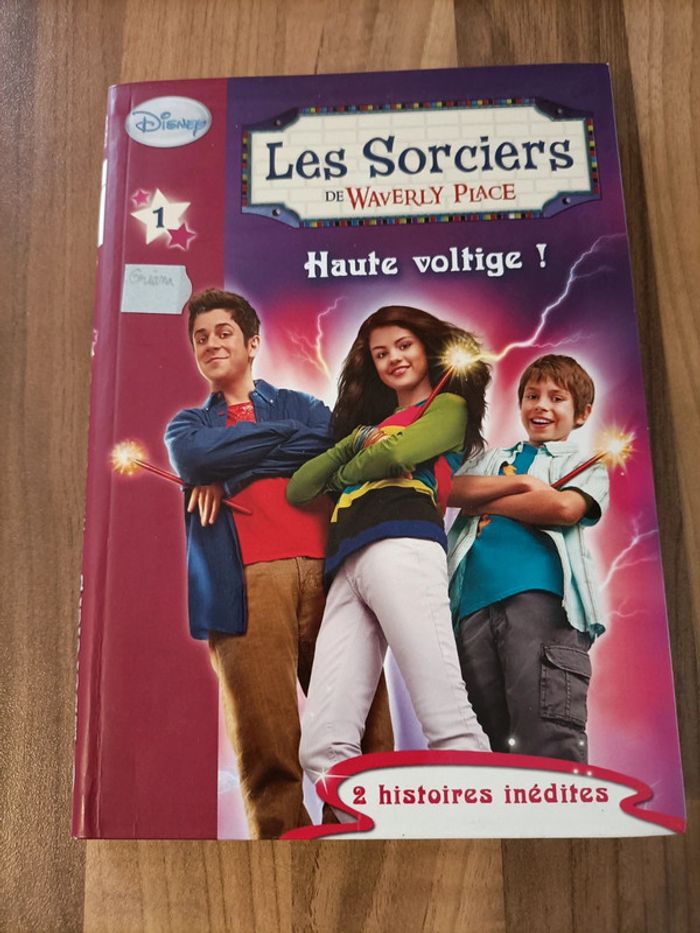 Disney
Les Sorciers
DE WAVERLY PLACE
1
Haute voltige !
2 histoires inédites